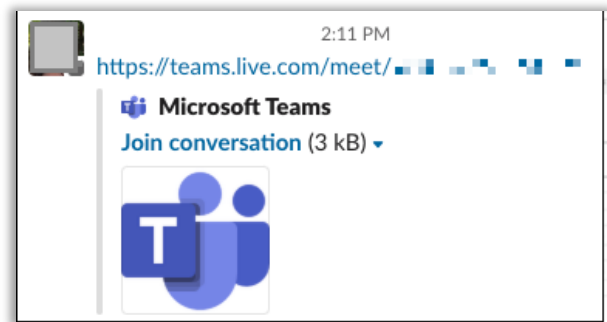 2:11 PM
https://teams.live.com/meet/
Microsoft Teams
Join conversation (3 kB)
T